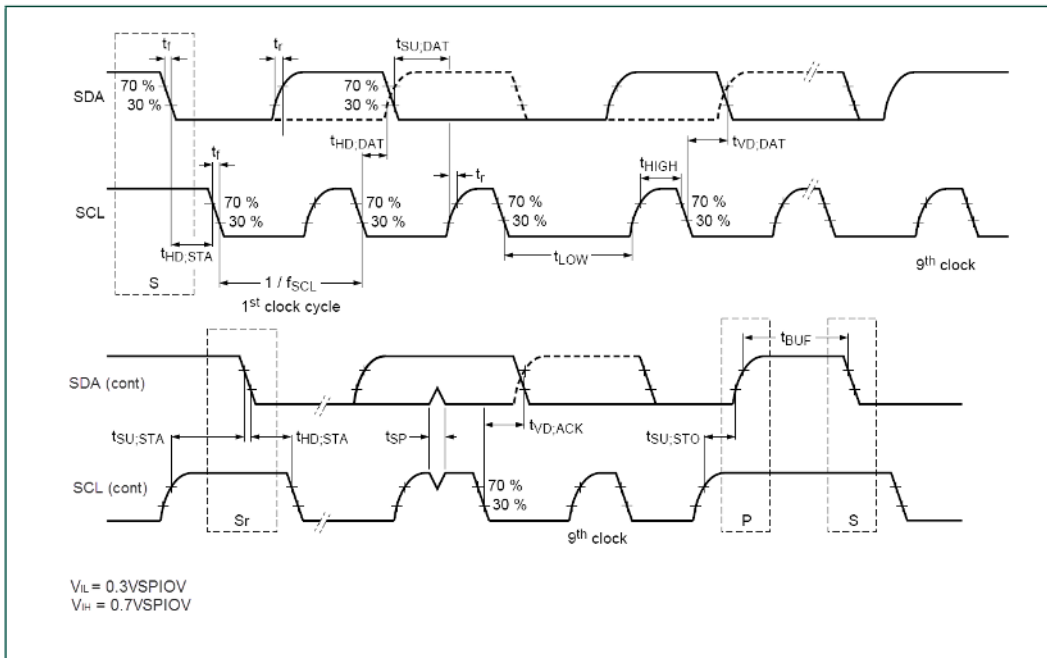 tf
tr
tSU;DAT
SDA
70 %
30 %
70 %
30 %
tHD;DAT
tVD;DAT
tf
tr
tHIGH
SCL
70 %
30 %
70 %
30 %
70 %
30 %
70 %
30 %
tHD;STA
tLOW
S
1 / fSCL
1st clock cycle
9th clock
tBUF
SDA (cont)
tSU;STA
tHD;STA
tSP
tVD;ACK
tSU;STO
SCL (cont)
70 %
30 %
Sr
9th clock
P
S
VIL = 0.3VSPIOV
VIH = 0.7VSPIOV